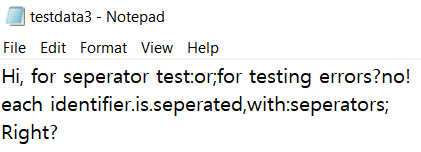 testdata3 - Notepad
File Edit Format View Help
Hi, for seperator test:or;for testing errors?no!
each identifier.is.seperated,with:seperators;
Right?